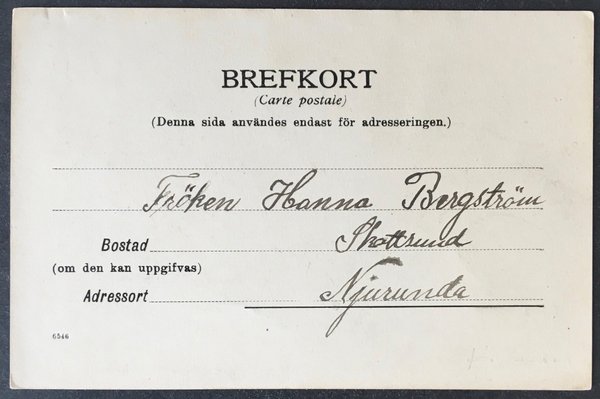 BREFKORT
(Carte postale)
(Denna sida användes endast för adresseringen.)
Fröken Hanna Bergström
Bostad Skottsund
(om den kan uppgifvas)
Adressort Njurunda
6546